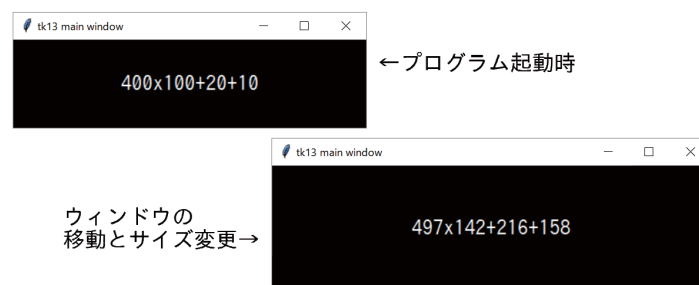 tk13 main window
400x100+20+10
←プログラム起動時
tk13 main window
497x142+216+158
ウィンドウの
移動とサイズ変更→